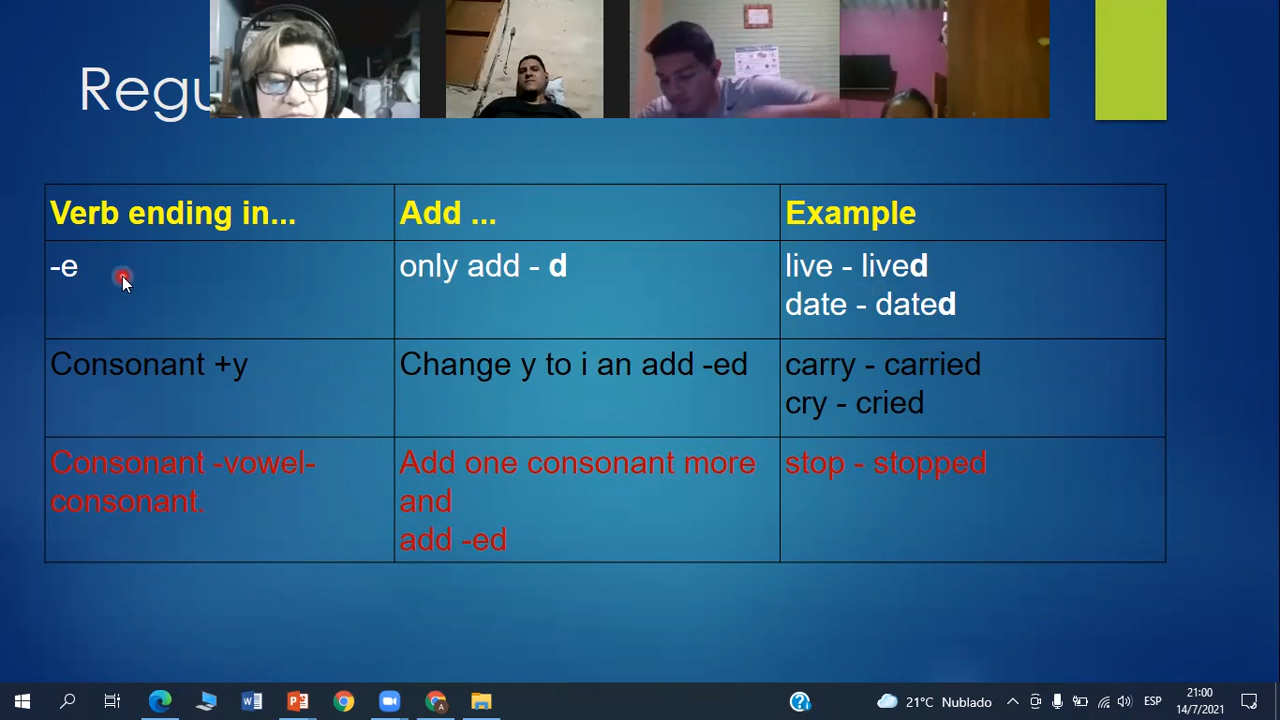 Regu
Verb ending in...
Add ...
Example
-e
only add - d
live - lived
date - dated
Consonant +y
Change y to i an add -ed
carry - carried
cry - cried
Consonant -vowel-
consonant.
Add one consonant more
and
add -ed
stop - stopped
21°C Nublado
ESP
21:00
14/7/2021